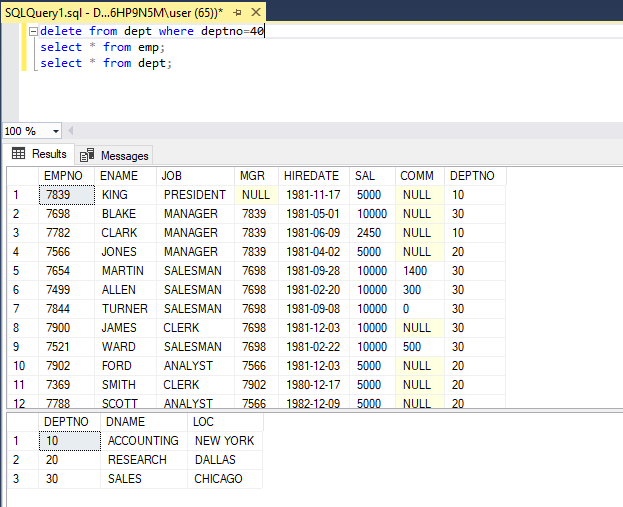 SQLQuery1.sql - D...6HP9N5M\user (65))*
delete from dept where deptno=40
select * from emp;
select * from dept;
100 %
Results Messages
EMPNO ENAME JOB MGR HIREDATE SAL COMM DEPTNO
1 7839 KING PRESIDENT NULL 1981-11-17 5000 NULL 10
2 7698 BLAKE MANAGER 7839 1981-05-01 10000 NULL 30
3 7782 CLARK MANAGER 7839 1981-06-09 2450 NULL 10
4 7566 JONES MANAGER 7839 1981-04-02 5000 NULL 20
5 7654 MARTIN SALESMAN 7698 1981-09-28 10000 1400 30
6 7499 ALLEN SALESMAN 7698 1981-02-20 10000 300 30
7 7844 TURNER SALESMAN 7698 1981-09-08 10000 0 30
8 7900 JAMES CLERK 7698 1981-12-03 10000 NULL 30
9 7521 WARD SALESMAN 7698 1981-02-22 10000 500 30
10 7902 FORD ANALYST 7566 1981-12-03 5000 NULL 20
11 7369 SMITH CLERK 7902 1980-12-17 5000 NULL 20
12 7788 SCOTT ANALYST 7566 1982-12-09 5000 NULL 20
DEPTNO DNAME LOC
1 10 ACCOUNTING NEW YORK
2 20 RESEARCH DALLAS
3 30 SALES CHICAGO